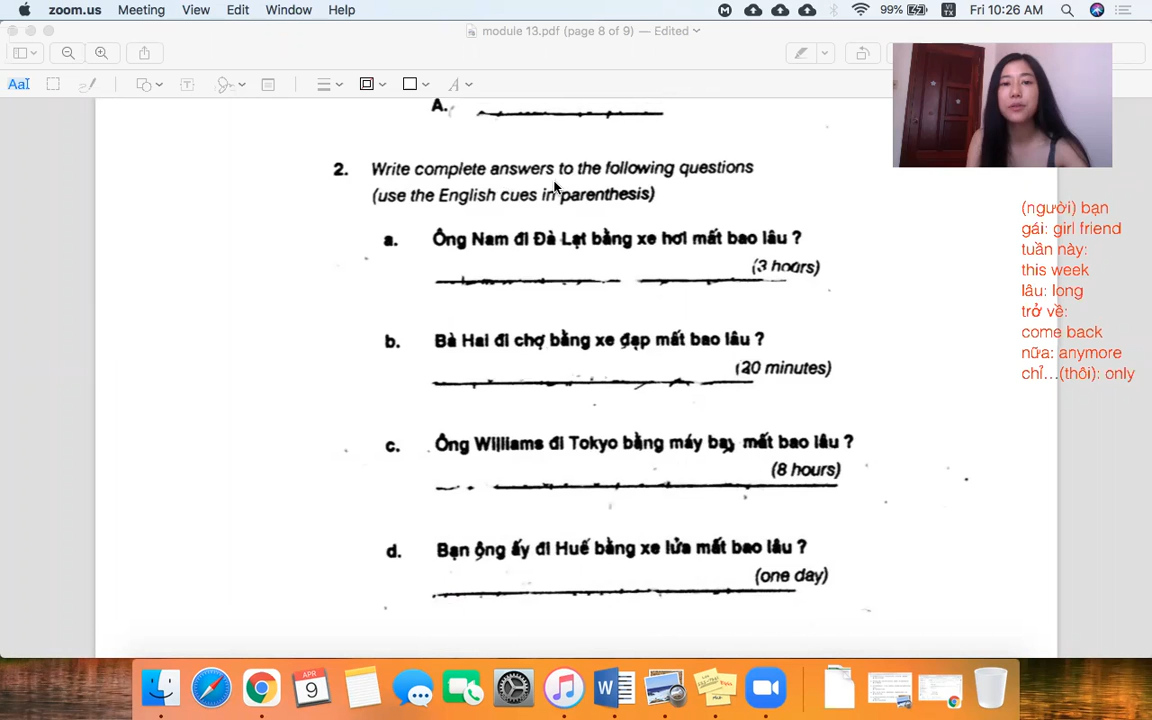 zoom.us Meeting View Edit Window Help 99% VI TX Fri 10:26 AM
module 13.pdf (page 8 of 9) — Edited
AaI
A.
2. Write complete answers to the following questions
(use the English cues in parenthesis)
a. Ông Nam đi Đà Lạt bằng xe hơi mất bao lâu ?
(3 hours)
b. Bà Hai đi chợ bằng xe đạp mất bao lâu ?
(20 minutes)
c. Ông Williams đi Tokyo bằng máy bay mất bao lâu ?
(8 hours)
d. Bạn ông ấy đi Huế bằng xe lửa mất bao lâu ?
(one day)
(người) bạn
gái: girl friend
tuần này:
this week
lâu: long
trở về:
come back
nữa: anymore
chỉ...(thôi): only
APR
9
W